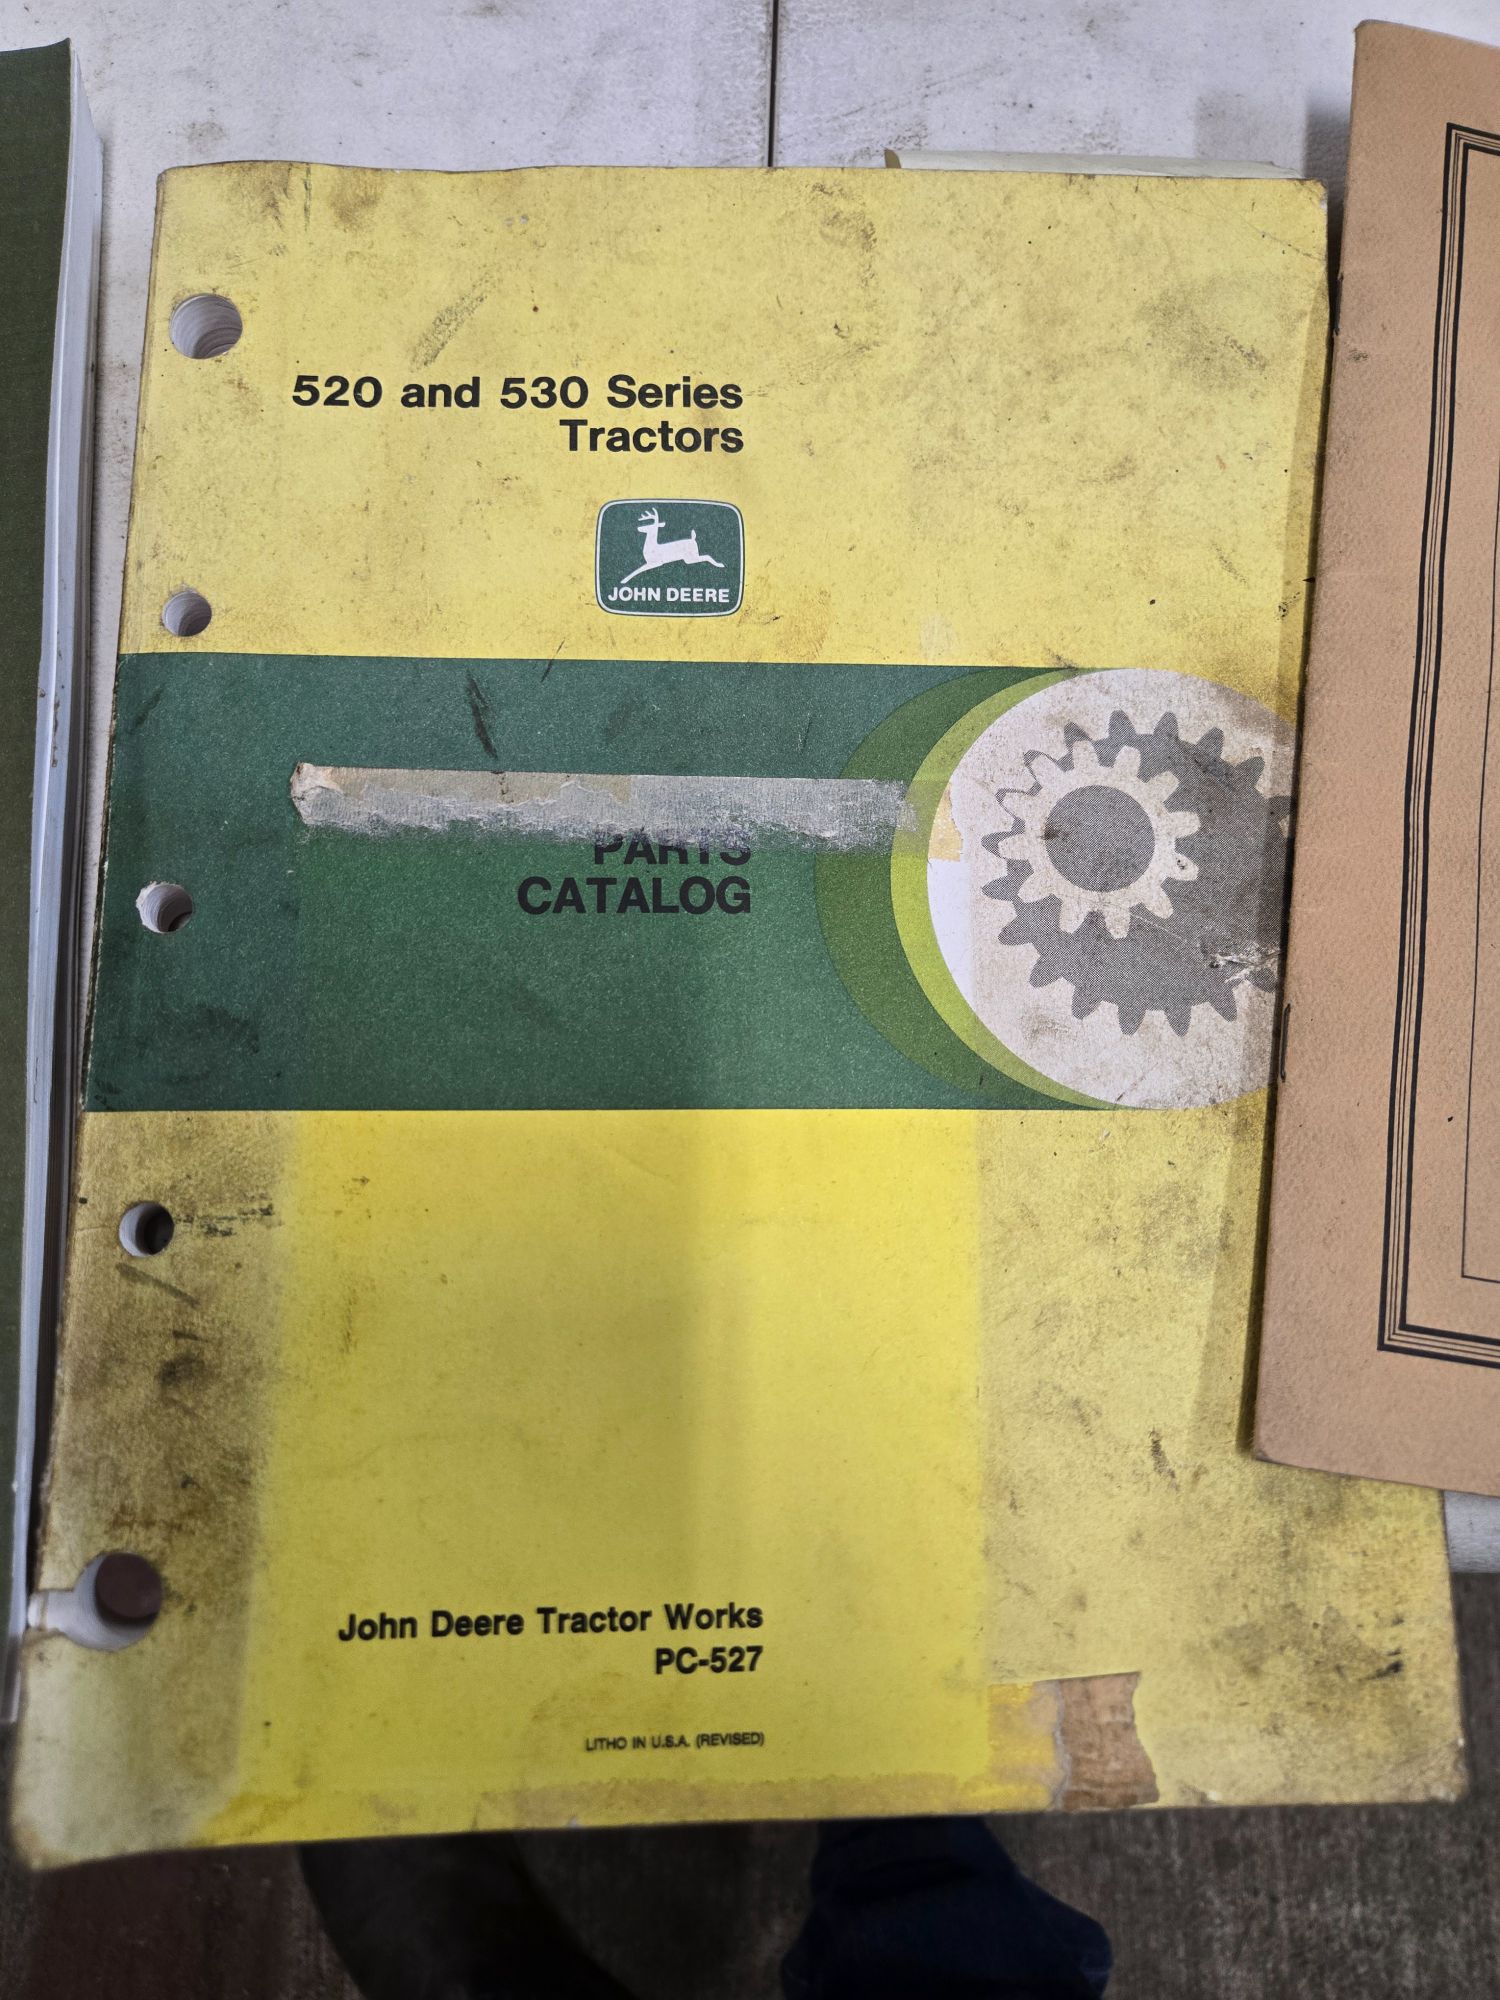 520 and 530 Series
Tractors
JOHN DEERE
PARTS
CATALOG
John Deere Tractor Works
PC-527
LITHO IN U.S.A. (REVISED)